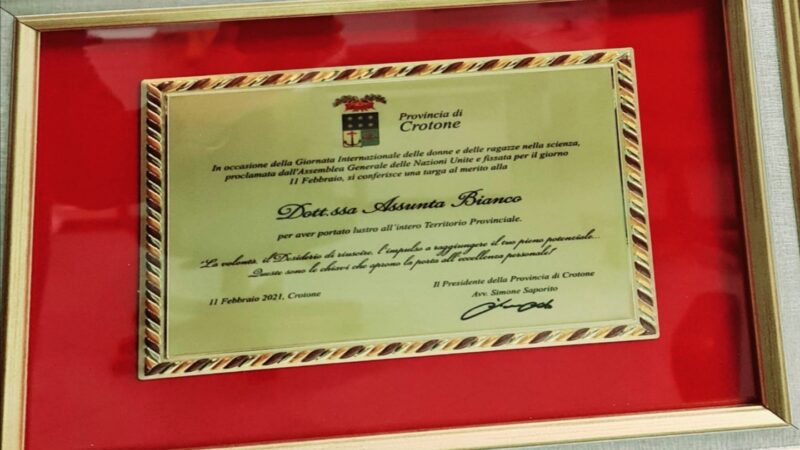 Provincia di
Crotone
In occasione della Giornata Internazionale delle donne e delle ragazze nella scienza,
proclamata dall'Assemblea Generale delle Nazioni Unite e fissata per il giorno
11 Febbraio, si conferisce una targa al merito alla
Dott.ssa Assunta Bianco
per aver portato lustro all'intero Territorio Provinciale.
"La volontà, il Desiderio di riuscire, l'impulso a raggiungere il tuo pieno potenziale...
Queste sono le chiavi che aprono la porta all'eccellenza personale!
11 Febbraio 2021, Crotone
Il Presidente della Provincia di Crotone
Avv. Simone Saporito